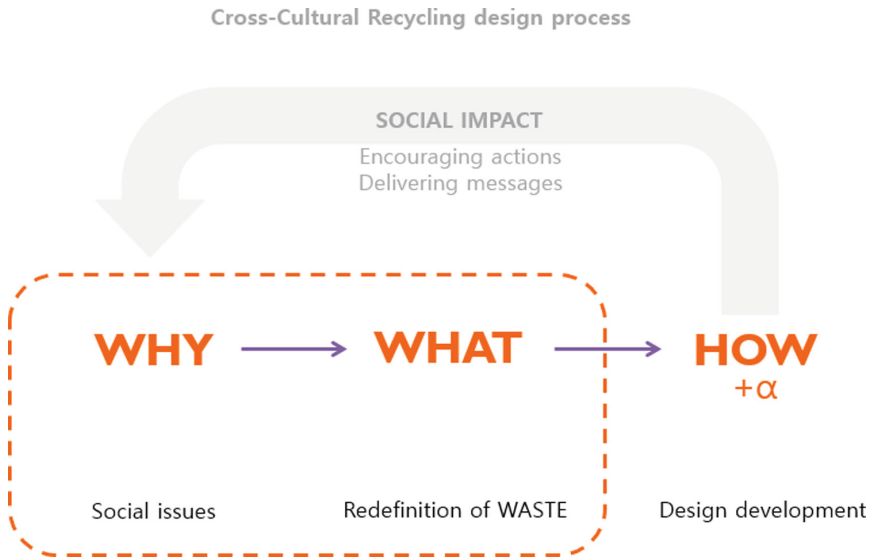 Cross-Cultural Recycling design process
SOCIAL IMPACT
Encouraging actions
Delivering messages
WHY
WHAT
HOW
+α
Social issues
Redefinition of WASTE
Design development